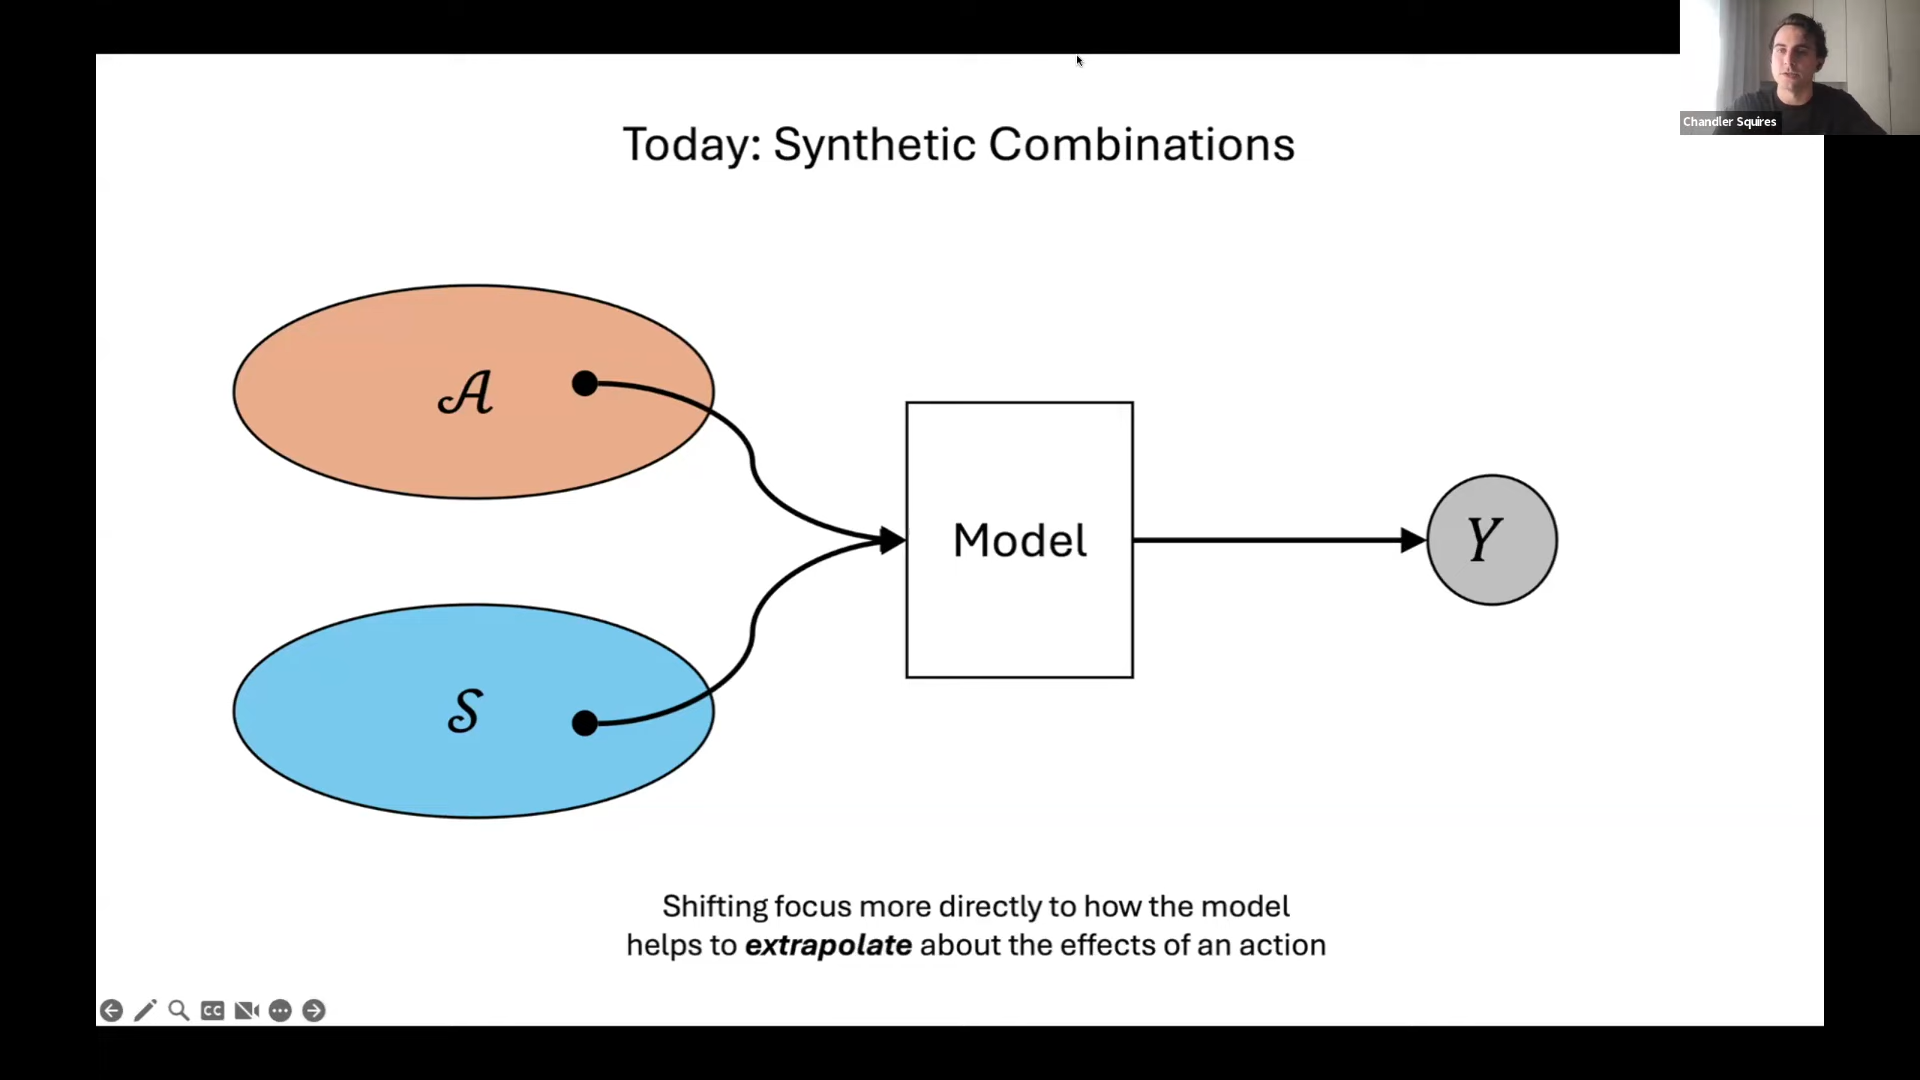 Chandler Squires
Today: Synthetic Combinations
𝒜
Model
Y
𝒮
Shifting focus more directly to how the model
helps to extrapolate about the effects of an action
CC